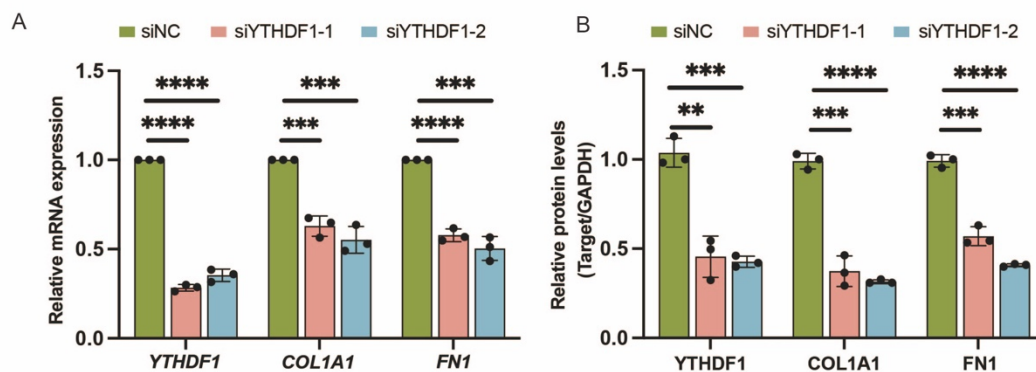 A
siNC siYTHDF1-1 siYTHDF1-2
Relative mRNA expression
1.5
1.0
0.5
0.0
**** *** ***
**** *** ****
YTHDF1 COL1A1 FN1
B
siNC siYTHDF1-1 siYTHDF1-2
Relative protein levels
(Target/GAPDH)
1.5
1.0
0.5
0.0
*** **** ****
** *** ***
YTHDF1 COL1A1 FN1